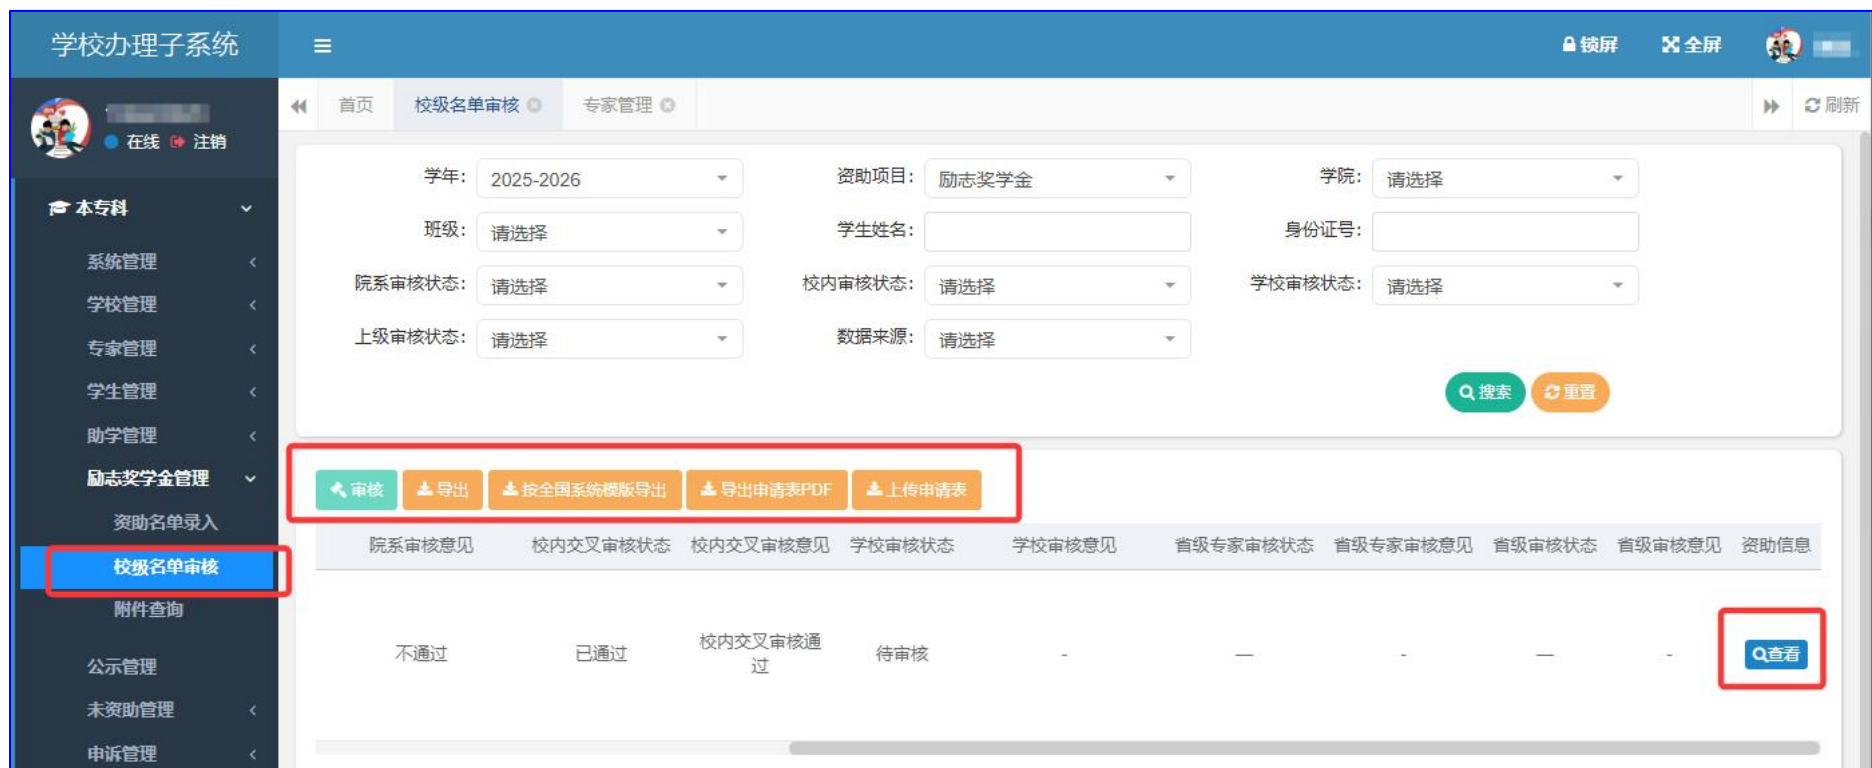 学校办理子系统
锁屏 全屏
在线 注销
首页 校级名单审核 专家管理 刷新
本专科
系统管理
学校管理
专家管理
学生管理
助学管理
励志奖学金管理
资助名单录入
校级名单审核
附件查询
公示管理
未资助管理
申诉管理
学年: 2025-2026 资助项目: 励志奖学金 学院: 请选择
班级: 请选择 学生姓名: 身份证号:
院系审核状态: 请选择 校内审核状态: 请选择 学校审核状态: 请选择
上级审核状态: 请选择 数据来源: 请选择
搜索 重置
审核 导出 按全国系统模版导出 导出申请表PDF 上传申请表
院系审核意见 校内交叉审核状态 校内交叉审核意见 学校审核状态 学校审核意见 省级专家审核状态 省级专家审核意见 省级审核状态 省级审核意见 资助信息
不通过 已通过 校内交叉审核通过 待审核 - — - — - 查看